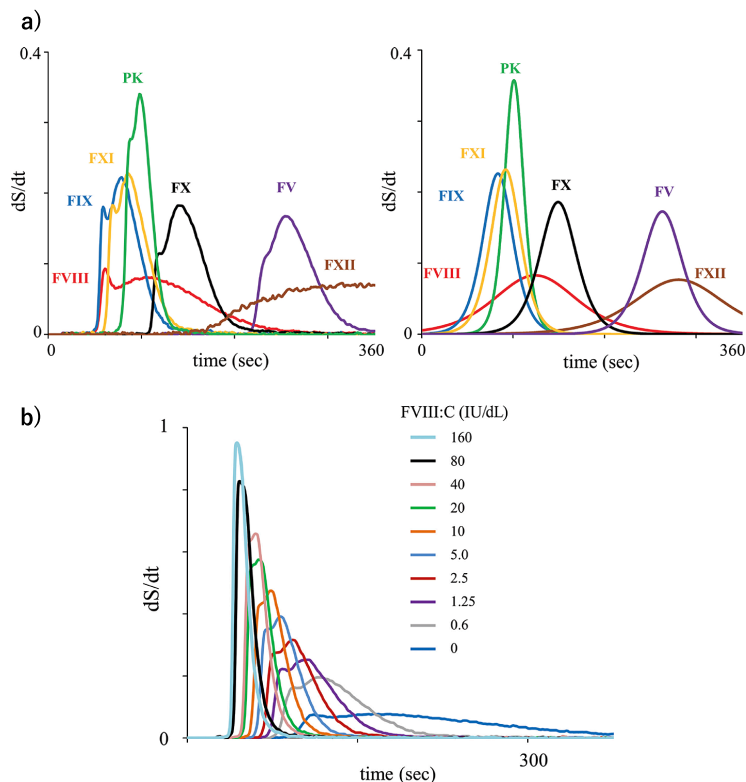 a)
0.4
dS/dt
0
PK
FXI
FIX
FX
FV
FVIII
FXII
0
360
time (sec)
0.4
dS/dt
0
PK
FXI
FIX
FX
FV
FVIII
FXII
0
360
time (sec)
b)
1
dS/dt
0
300
time (sec)
FVIII:C (IU/dL)
160
80
40
20
10
5.0
2.5
1.25
0.6
0